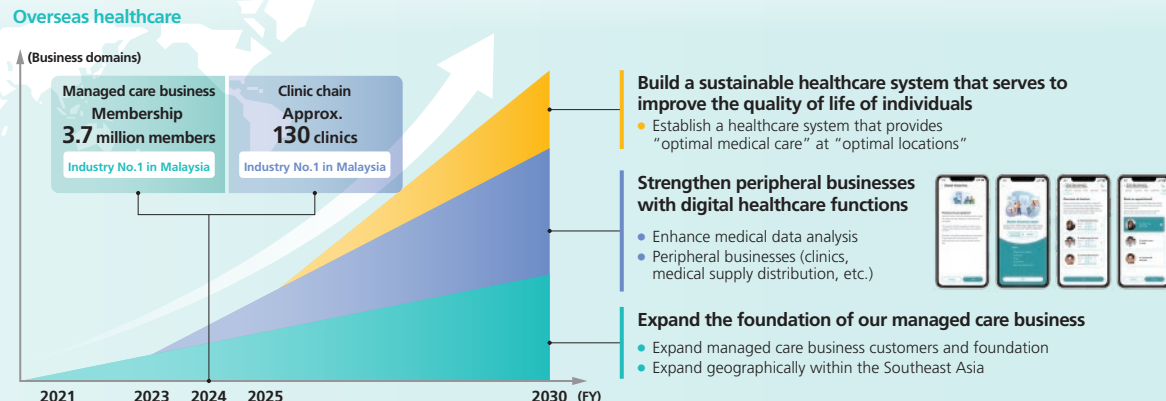 Overseas healthcare
(Business domains)
Managed care business
Membership
3.7 million members
Industry No.1 in Malaysia
Clinic chain
Approx.
130 clinics
Industry No.1 in Malaysia
2021
2023
2024
2025
2030
(FY)
Build a sustainable healthcare system that serves to
improve the quality of life of individuals
● Establish a healthcare system that provides
“optimal medical care” at “optimal locations”
Strengthen peripheral businesses
with digital healthcare functions
● Enhance medical data analysis
● Peripheral businesses (clinics,
medical supply distribution, etc.)
Expand the foundation of our managed care business
● Expand managed care business customers and foundation
● Expand geographically within the Southeast Asia